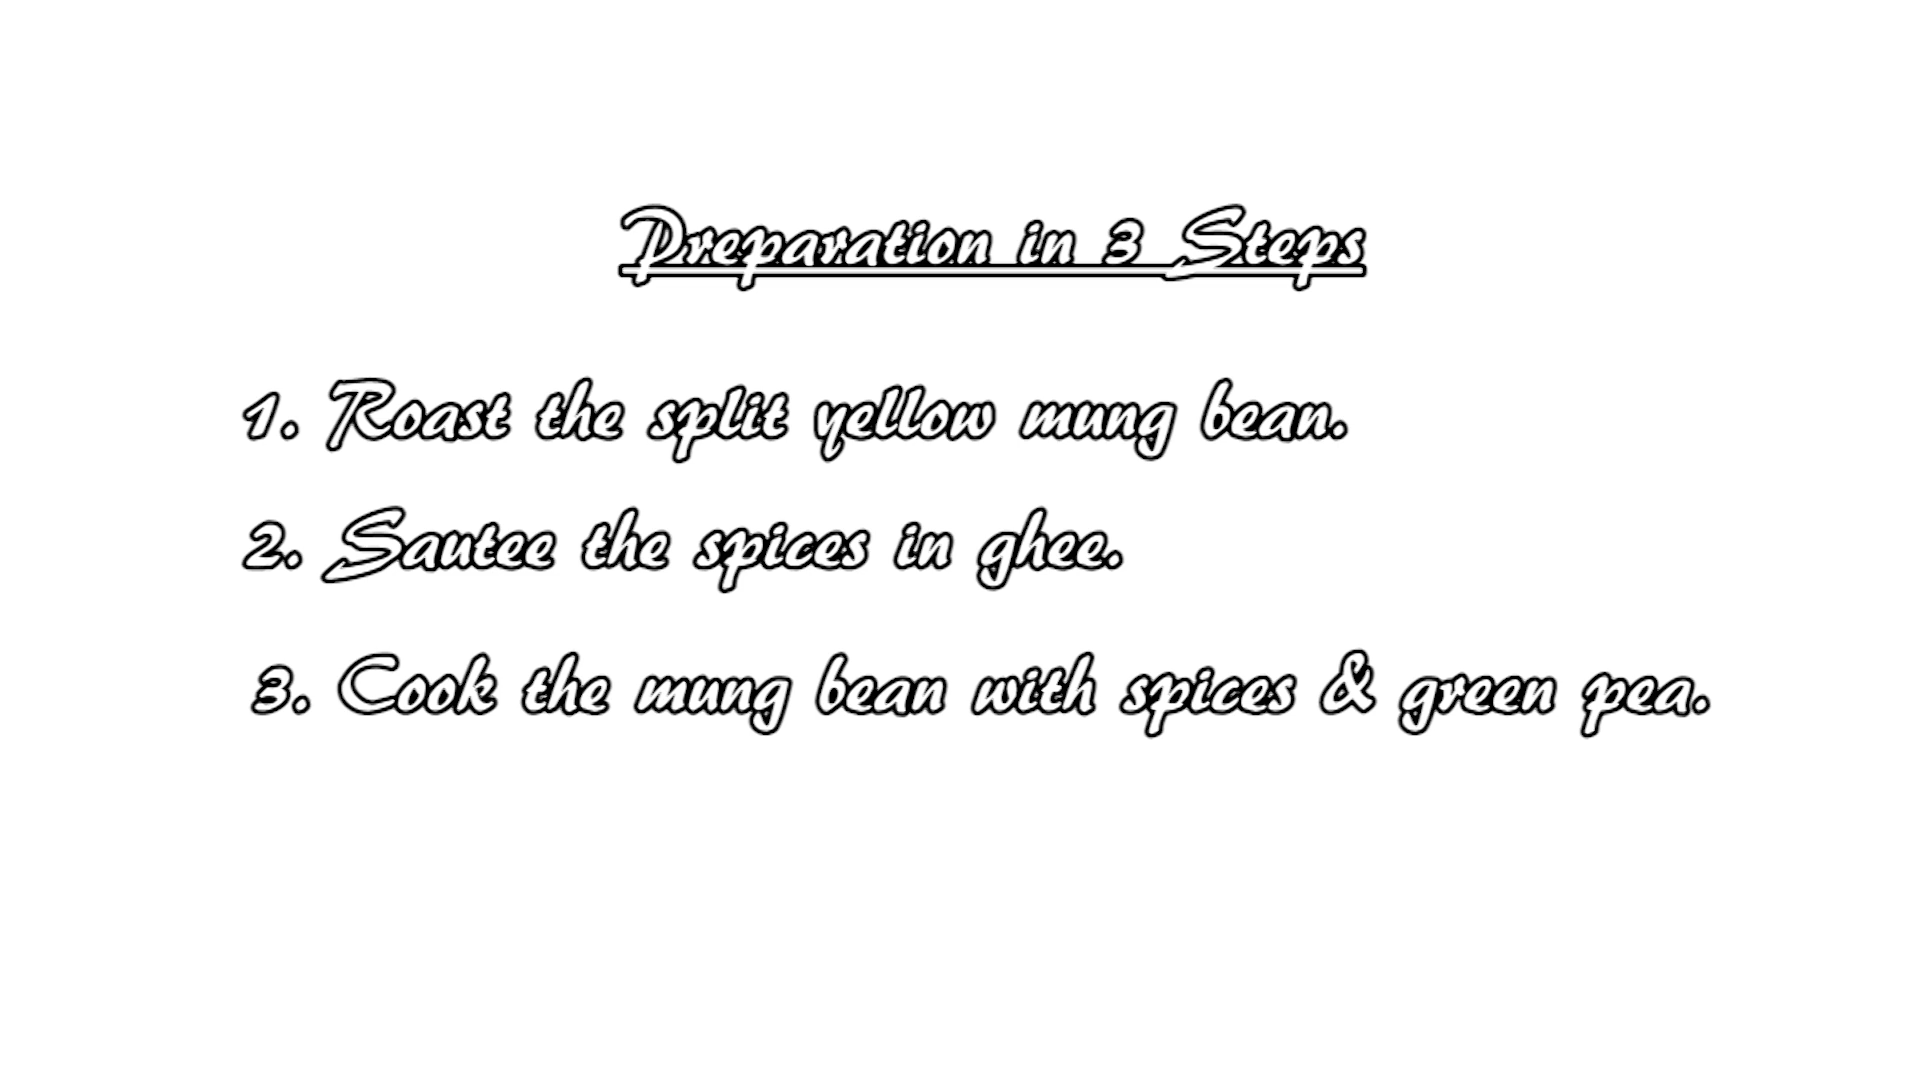 Preparation in 3 Steps
1. Roast the split yellow mung bean.
2. Sautee the spices in ghee.
3. Cook the mung bean with spices & green pea.